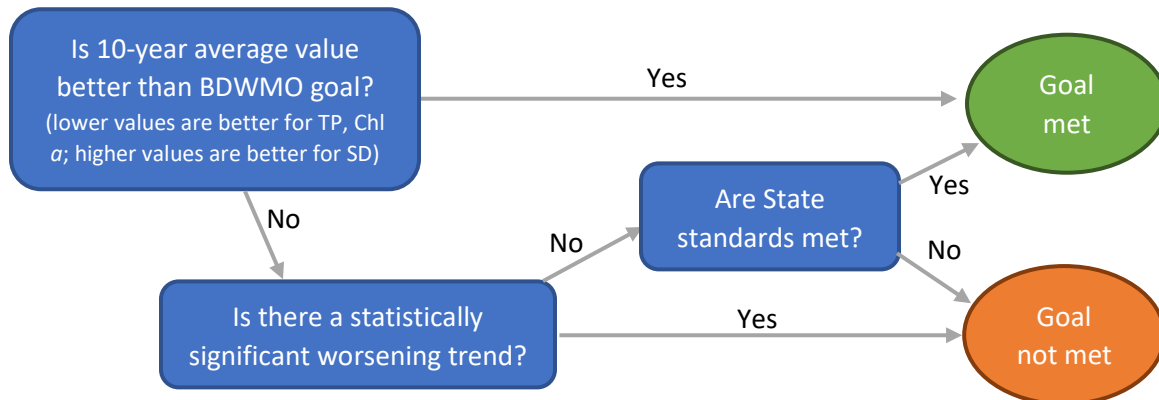 Is 10-year average value
better than BDWMO goal?
(lower values are better for TP, Chl
a; higher values are better for SD)
Yes
Goal
met
No
Are State
standards met?
Yes
No
No
Is there a statistically
significant worsening trend?
Yes
Goal
not met